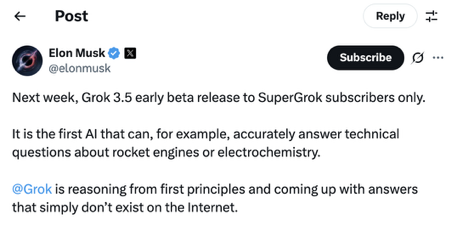 Post
Reply
Elon Musk
@elonmusk
Subscribe
Next week, Grok 3.5 early beta release to SuperGrok subscribers only.
It is the first AI that can, for example, accurately answer technical
questions about rocket engines or electrochemistry.
@Grok is reasoning from first principles and coming up with answers
that simply don’t exist on the Internet.